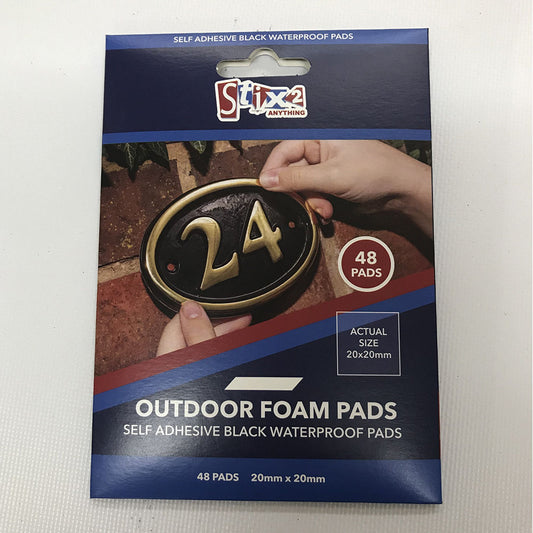 SELF ADHESIVE BLACK WATERPROOF PADS
Stix2
ANYTHING
24
48
PADS
ACTUAL
SIZE
20x20mm
OUTDOOR FOAM PADS
SELF ADHESIVE BLACK WATERPROOF PADS
48 PADS 20mm x 20mm